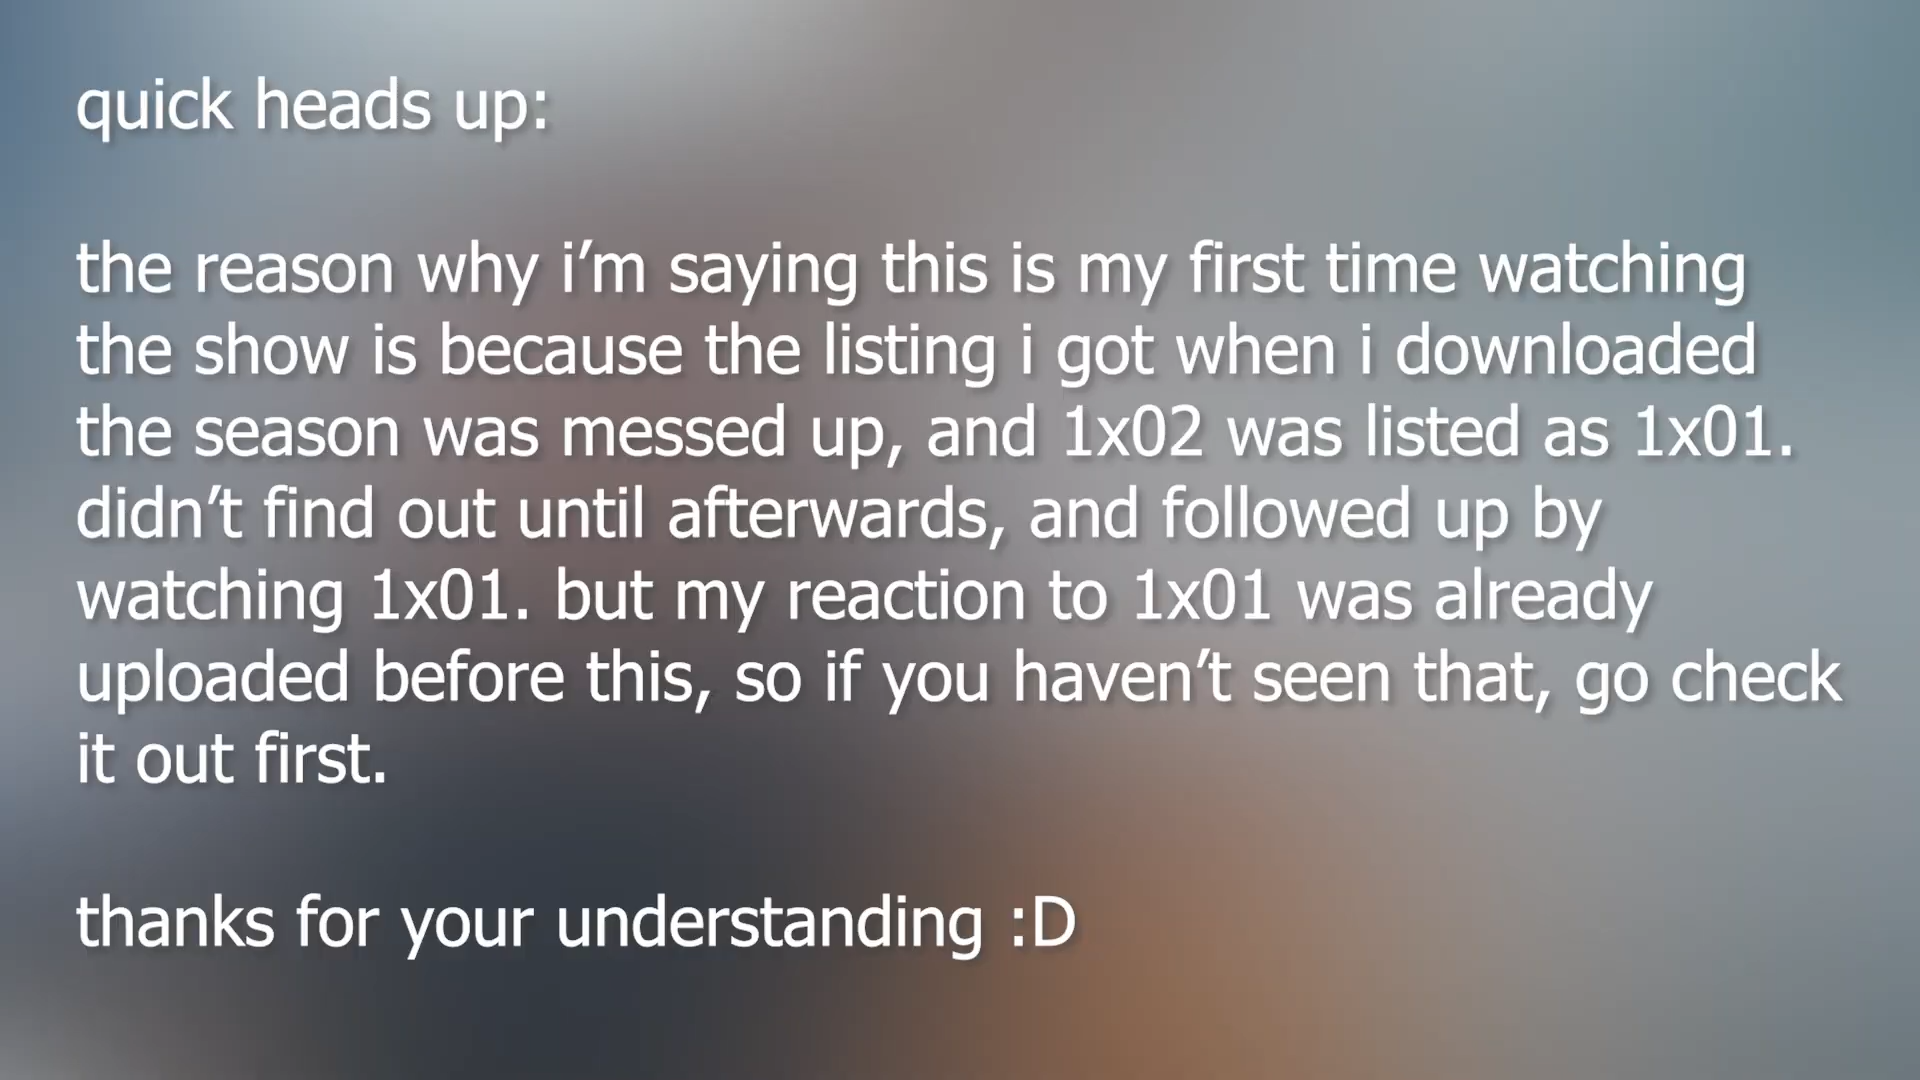 quick heads up:
the reason why i’m saying this is my first time watching
the show is because the listing i got when i downloaded
the season was messed up, and 1x02 was listed as 1x01.
didn’t find out until afterwards, and followed up by
watching 1x01. but my reaction to 1x01 was already
uploaded before this, so if you haven’t seen that, go check
it out first.
thanks for your understanding :D